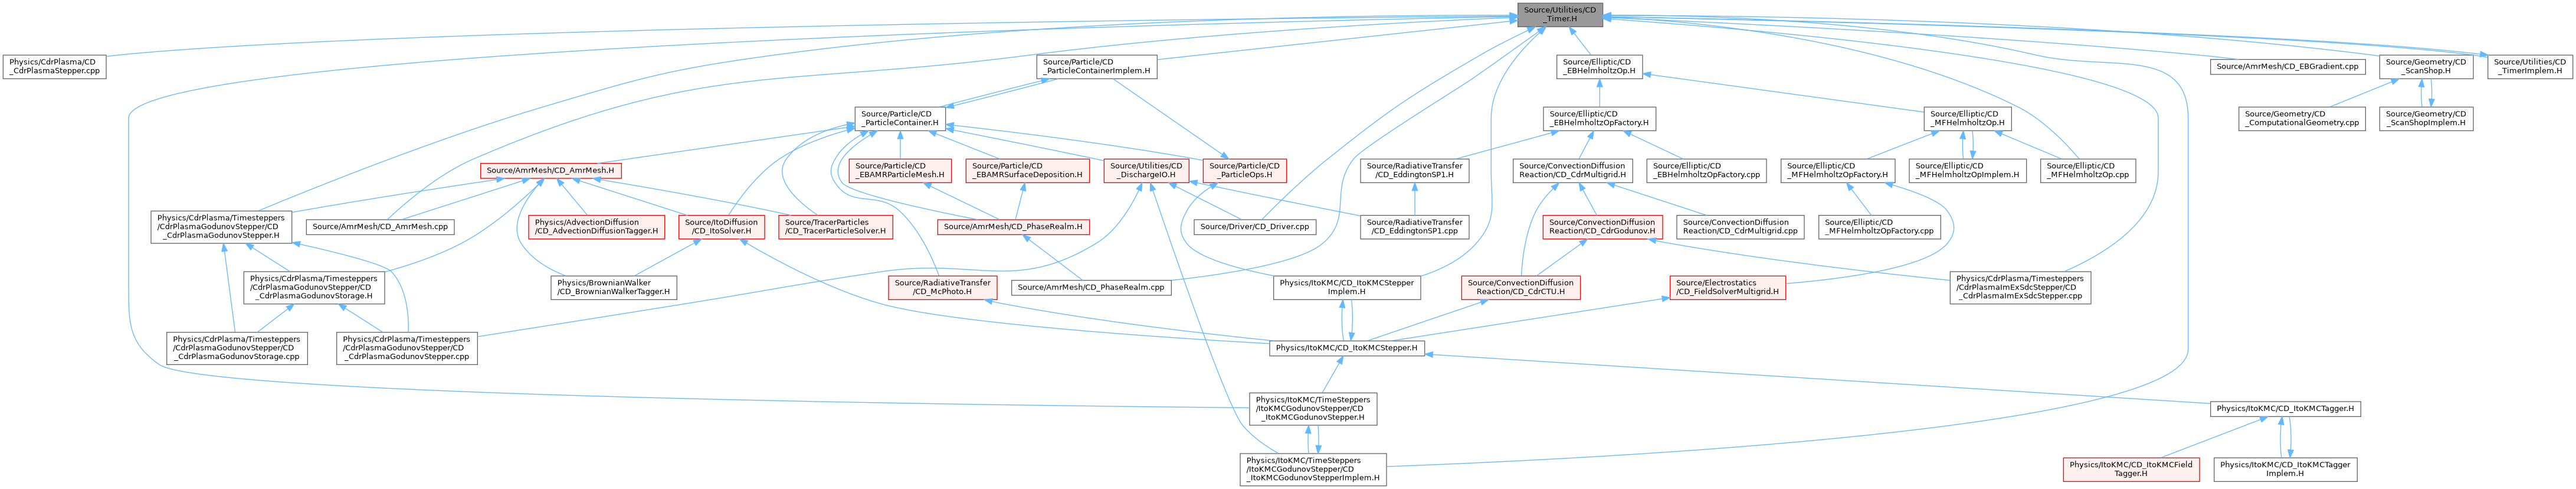 Source/Utilities/CD
_Timer.H
Physics/CdrPlasma/CD
_CdrPlasmaStepper.cpp
Source/Particle/CD
_ParticleContainerImplem.H
Source/Elliptic/CD
_EBHelmholtzOp.H
Source/AmrMesh/CD_EBGradient.cpp
Source/Geometry/CD
_ScanShop.H
Source/Utilities/CD
_TimerImplem.H
Source/Particle/CD
_ParticleContainer.H
Source/Elliptic/CD
_EBHelmholtzOpFactory.H
Source/Elliptic/CD
_MFHelmholtzOp.H
Source/Geometry/CD
_ComputationalGeometry.cpp
Source/Geometry/CD
_ScanShopImplem.H
Source/AmrMesh/CD_AmrMesh.H
Source/Particle/CD
_EBAMRParticleMesh.H
Source/Particle/CD
_EBAMRSurfaceDeposition.H
Source/Utilities/CD
_DischargeIO.H
Source/Particle/CD
_ParticleOps.H
Source/RadiativeTransfer
/CD_EddingtonSP1.H
Source/ConvectionDiffusion
Reaction/CD_CdrMultigrid.H
Source/Elliptic/CD
_EBHelmholtzOpFactory.cpp
Source/Elliptic/CD
_MFHelmholtzOpFactory.H
Source/Elliptic/CD
_MFHelmholtzOpImplem.H
Source/Elliptic/CD
_MFHelmholtzOp.cpp
Physics/CdrPlasma/Timesteppers
/CdrPlasmaGodunovStepper/CD
_CdrPlasmaGodunovStepper.H
Source/AmrMesh/CD_AmrMesh.cpp
Physics/AdvectionDiffusion
/CD_AdvectionDiffusionTagger.H
Source/ItoDiffusion
/CD_ItoSolver.H
Source/TracerParticles
/CD_TracerParticleSolver.H
Source/AmrMesh/CD_PhaseRealm.H
Source/Driver/CD_Driver.cpp
Source/RadiativeTransfer
/CD_EddingtonSP1.cpp
Source/ConvectionDiffusion
Reaction/CD_CdrGodunov.H
Source/ConvectionDiffusion
Reaction/CD_CdrMultigrid.cpp
Source/Elliptic/CD
_MFHelmholtzOpFactory.cpp
Physics/CdrPlasma/Timesteppers
/CdrPlasmaGodunovStepper/CD
_CdrPlasmaGodunovStorage.H
Physics/BrownianWalker
/CD_BrownianWalkerTagger.H
Source/RadiativeTransfer
/CD_McPhoto.H
Source/AmrMesh/CD_PhaseRealm.cpp
Physics/ItoKMC/CD_ItoKMCStepper
Implem.H
Source/ConvectionDiffusion
Reaction/CD_CdrCTU.H
Source/Electrostatics
/CD_FieldSolverMultigrid.H
Physics/CdrPlasma/Timesteppers
/CdrPlasmaImExSdcStepper/CD
_CdrPlasmaImExSdcStepper.cpp
Physics/CdrPlasma/Timesteppers
/CdrPlasmaGodunovStepper/CD
_CdrPlasmaGodunovStorage.cpp
Physics/CdrPlasma/Timesteppers
/CdrPlasmaGodunovStepper/CD
_CdrPlasmaGodunovStepper.cpp
Physics/ItoKMC/CD_ItoKMCStepper.H
Physics/ItoKMC/TimeSteppers
/ItoKMCGodunovStepper/CD
_ItoKMCGodunovStepper.H
Physics/ItoKMC/CD_ItoKMCTagger.H
Physics/ItoKMC/TimeSteppers
/ItoKMCGodunovStepper/CD
_ItoKMCGodunovStepperImplem.H
Physics/ItoKMC/CD_ItoKMCField
Tagger.H
Physics/ItoKMC/CD_ItoKMCTagger
Implem.H